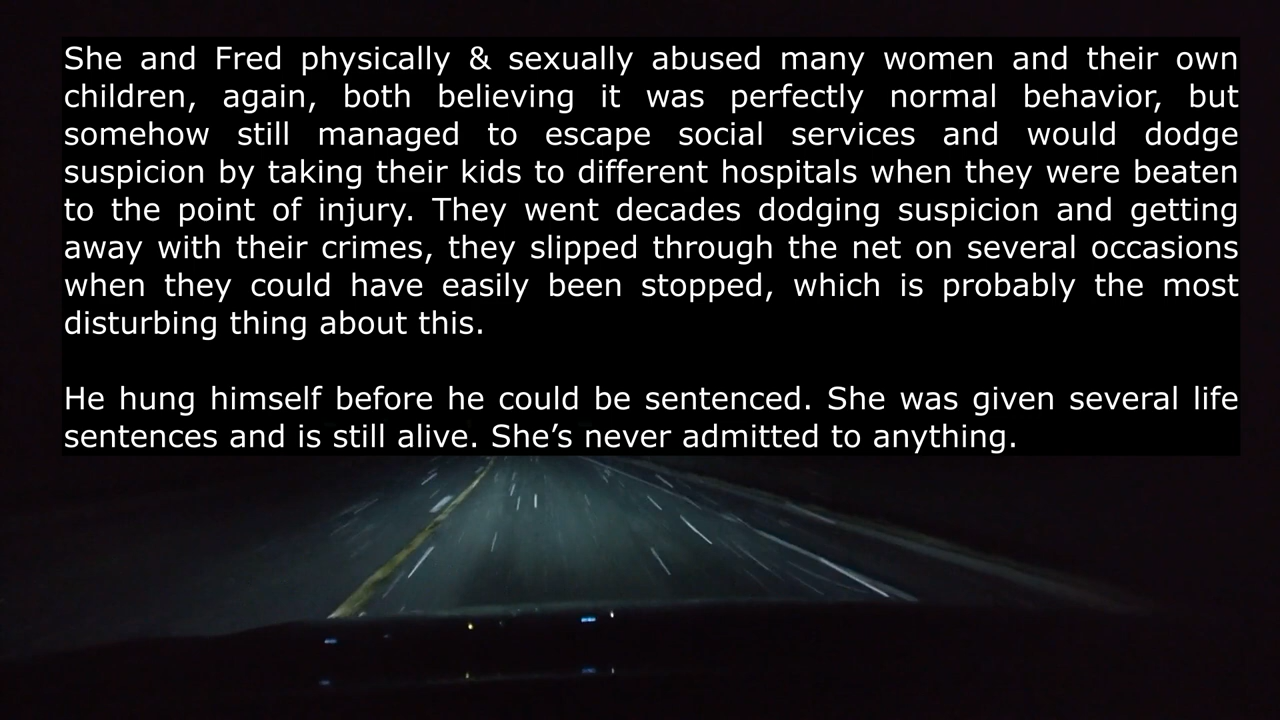 She and Fred physically & sexually abused many women and their own
children, again, both believing it was perfectly normal behavior, but
somehow still managed to escape social services and would dodge
suspicion by taking their kids to different hospitals when they were beaten
to the point of injury. They went decades dodging suspicion and getting
away with their crimes, they slipped through the net on several occasions
when they could have easily been stopped, which is probably the most
disturbing thing about this.
He hung himself before he could be sentenced. She was given several life
sentences and is still alive. She’s never admitted to anything.